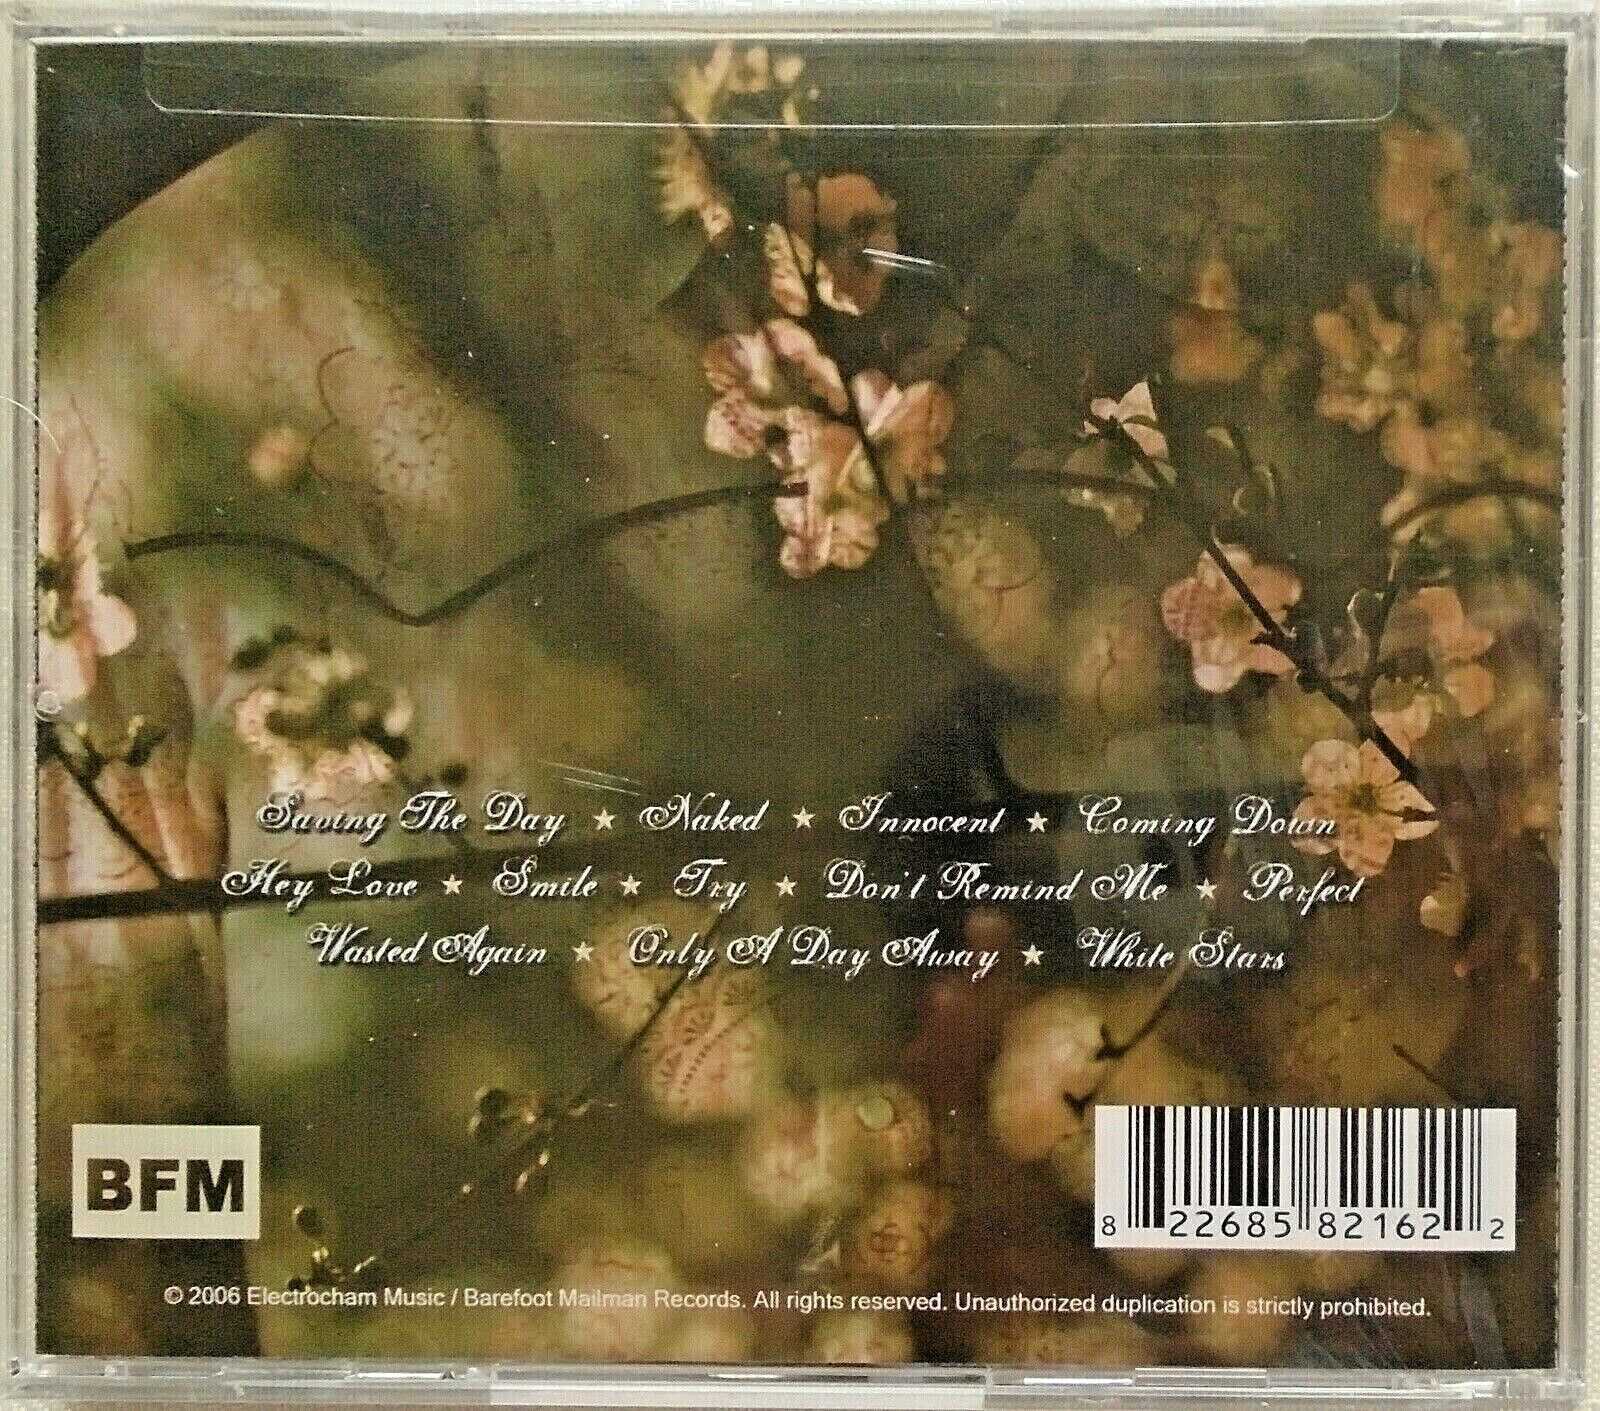 Saving The Day ★ Naked ★ Innocent ★ Coming Down
Hey Love ★ Smile ★ Try ★ Don't Remind Me ★ Perfect
Wasted Again ★ Only A Day Away ★ White Stars
BFM
8 22685 82162 2
© 2006 Electrocham Music / Barefoot Mailman Records. All rights reserved. Unauthorized duplication is strictly prohibited.